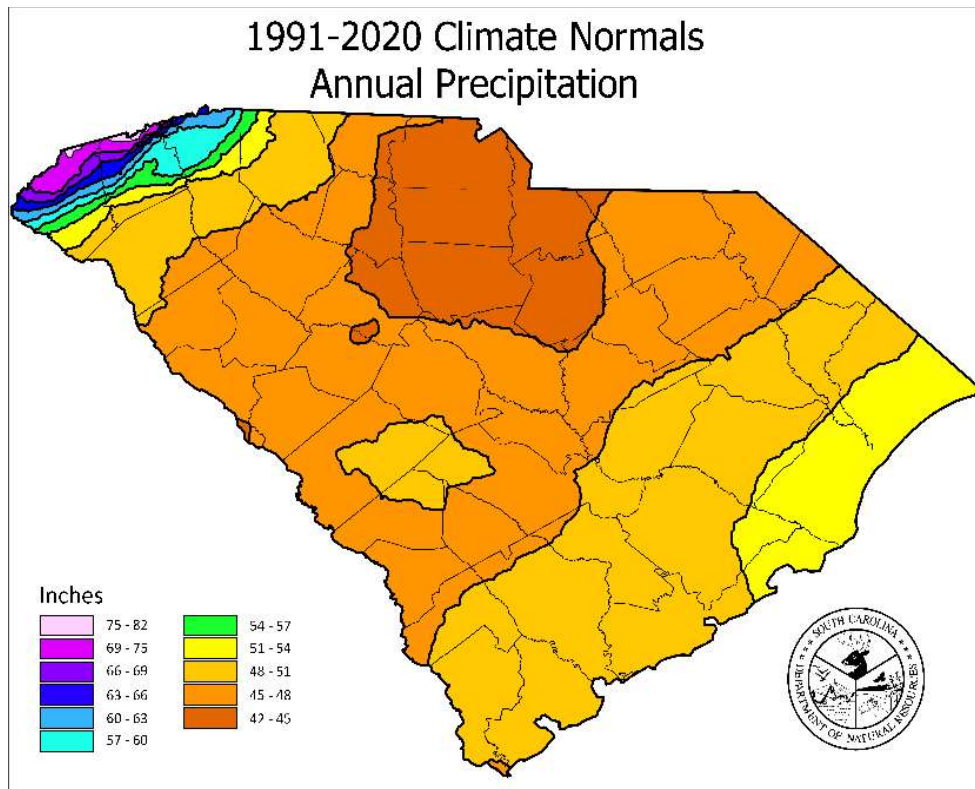 1991-2020 Climate Normals
Annual Precipitation
Inches
75 - 82
69 - 75
66 - 69
63 - 66
60 - 63
57 - 60
54 - 57
51 - 54
48 - 51
45 - 48
42 - 45
SOUTH CAROLINA
DEPARTMENT OF NATURAL RESOURCES